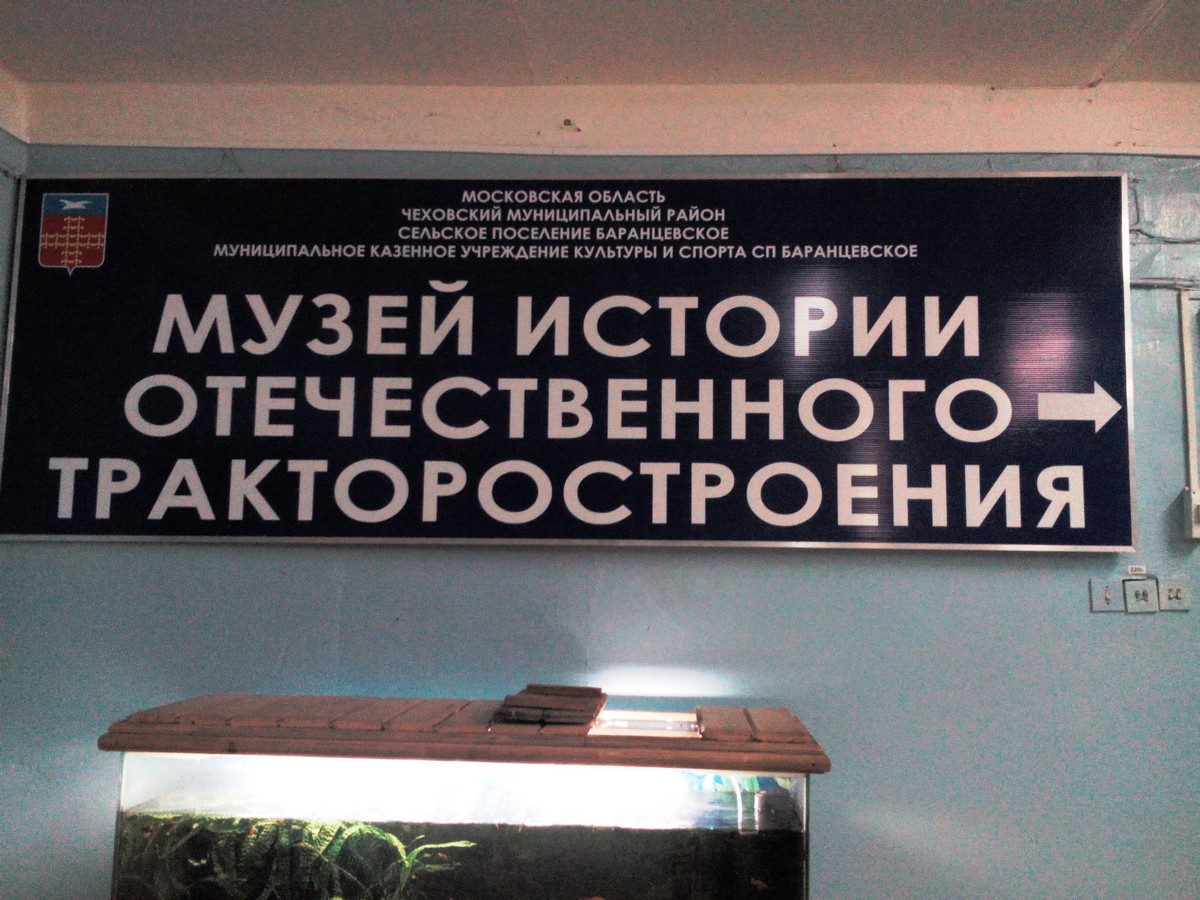 МОСКОВСКАЯ ОБЛАСТЬ
ЧЕХОВСКИЙ МУНИЦИПАЛЬНЫЙ РАЙОН
СЕЛЬСКОЕ ПОСЕЛЕНИЕ БАРАНЦЕВСКОЕ
МУНИЦИПАЛЬНОЕ КАЗЕННОЕ УЧРЕЖДЕНИЕ КУЛЬТУРЫ И СПОРТА СП БАРАНЦЕВСКОЕ
МУЗЕЙ ИСТОРИИ
ОТЕЧЕСТВЕННОГО
ТРАКТОРОСТРОЕНИЯ